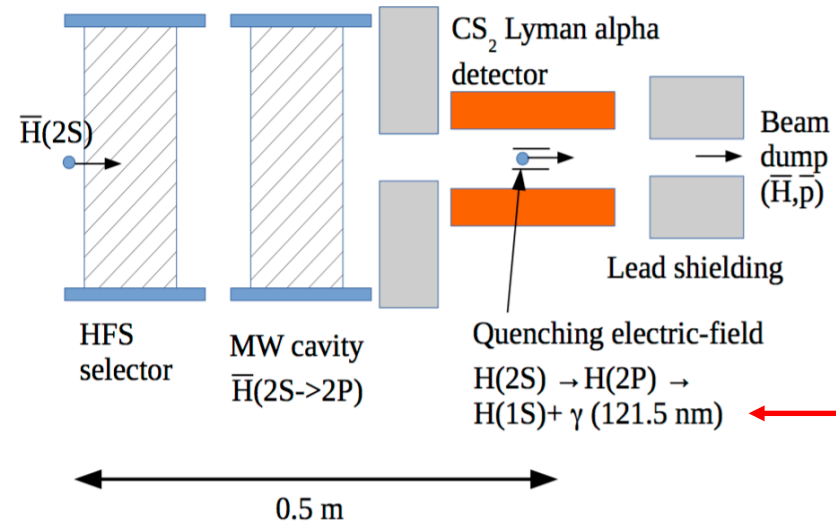 H̅(2S)
HFS
selector
MW cavity
H̅(2S->2P)
CS₂ Lyman alpha
detector
Quenching electric-field
H(2S) →H(2P) →
H(1S)+ γ (121.5 nm)
Lead shielding
Beam
dump
(H̅,p̅)
0.5 m